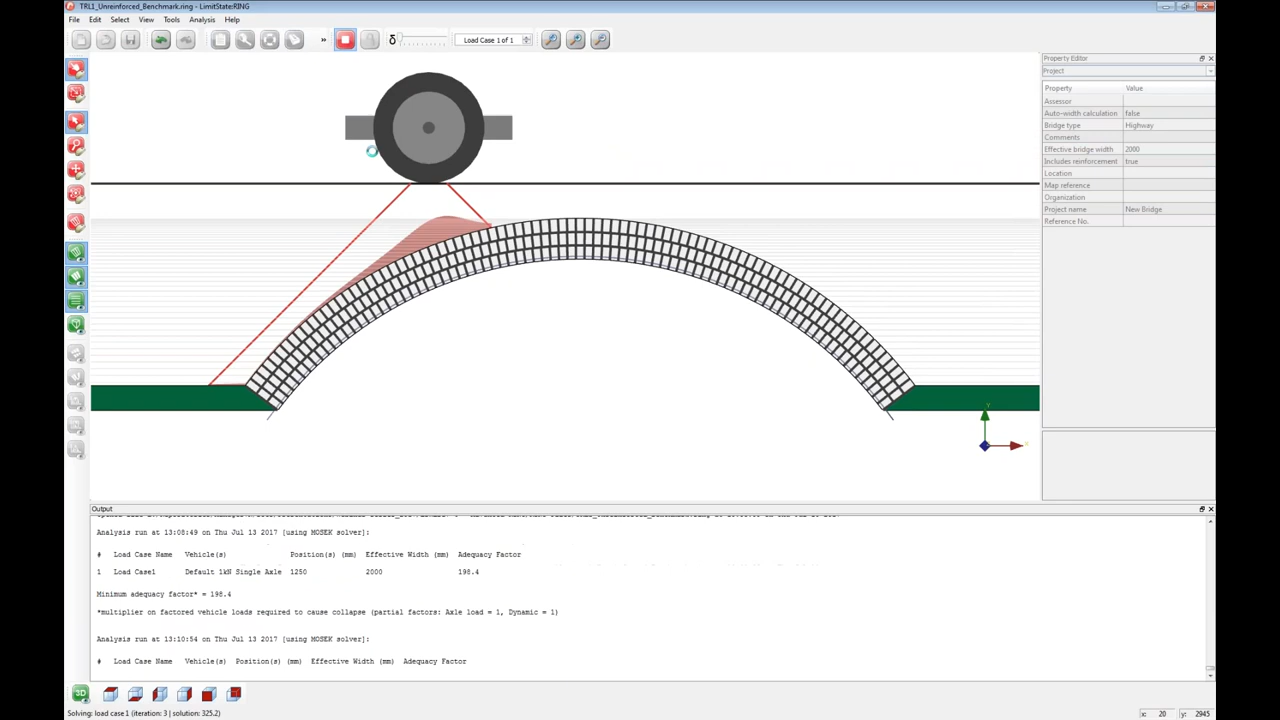 TRL1_Unreinforced_Benchmark.ring - LimitState:RING
File Edit Select View Tools Analysis Help
» δ Load Case 1 of 1
Property Editor
Project
Property Value
Assessor
Auto-width calculation false
Bridge type Highway
Comments
Effective bridge width 2000
Includes reinforcement true
Location
Map reference
Organization
Project name New Bridge
Reference No.
Y
X
Output
Analysis run at 13:08:49 on Thu Jul 13 2017 [using MOSEK solver]:
# Load Case Name Vehicle(s) Position(s) (mm) Effective Width (mm) Adequacy Factor
1 Load Case1 Default 1kN Single Axle 1250 2000 198.4
Minimum adequacy factor* = 198.4
*multiplier on factored vehicle loads required to cause collapse (partial factors: Axle load = 1, Dynamic = 1)
Analysis run at 13:10:54 on Thu Jul 13 2017 [using MOSEK solver]:
# Load Case Name Vehicle(s) Position(s) (mm) Effective Width (mm) Adequacy Factor
3D
Solving: load case 1 (iteration: 3 | solution: 325.2) x: 20 y: 2945